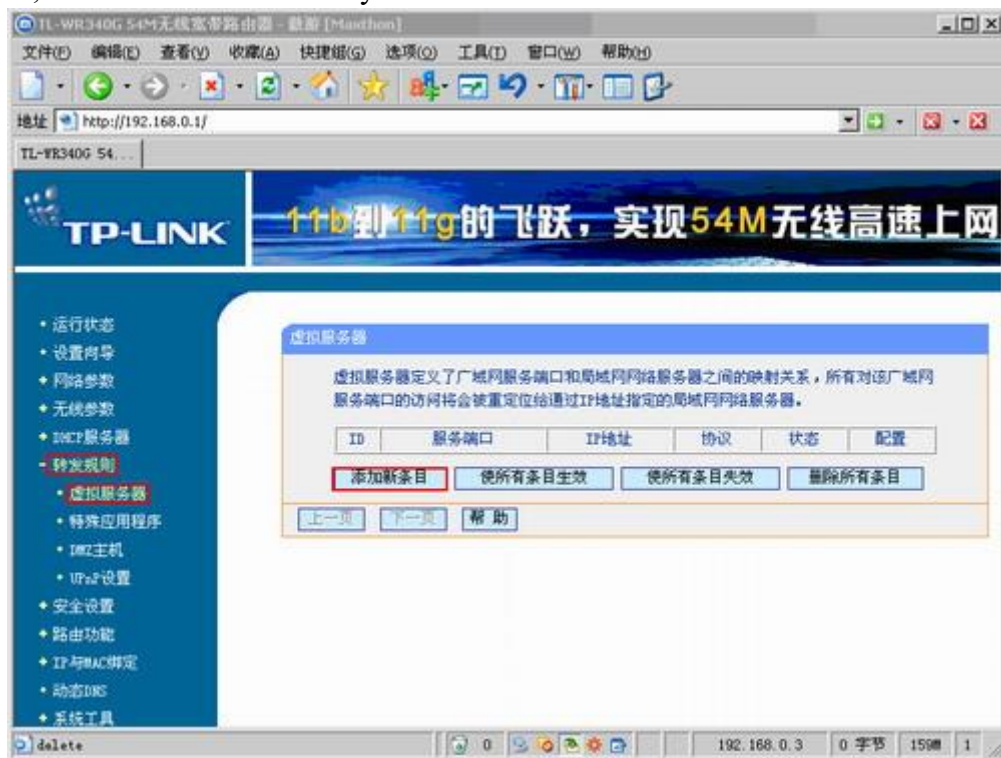 TL-WR340G 54M无线宽带路由器 - 傲游 [Maxthon]
文件(F) 编辑(E) 查看(V) 收藏(A) 快捷组(G) 选项(O) 工具(T) 窗口(W) 帮助(H)
地址 http://192.168.0.1/
TL-WR340G 54...
TP-LINK
11b到11g的飞跃，实现54M无线高速上网
运行状态
设置向导
网络参数
无线参数
DHCP服务器
转发规则
虚拟服务器
特殊应用程序
DMZ主机
UPnP设置
安全设置
路由功能
IP与MAC绑定
动态DNS
系统工具
虚拟服务器
虚拟服务器定义了广域网服务端口和局域网网络服务器之间的映射关系，所有对该广域网
服务端口的访问将会被重定位给通过IP地址指定的局域网网络服务器。
ID 服务端口 IP地址 协议 状态 配置
添加新条目 使所有条目生效 使所有条目失效 删除所有条目
上一页 下一页 帮 助
delete 0 192.168.0.3 0 字节 159M 1